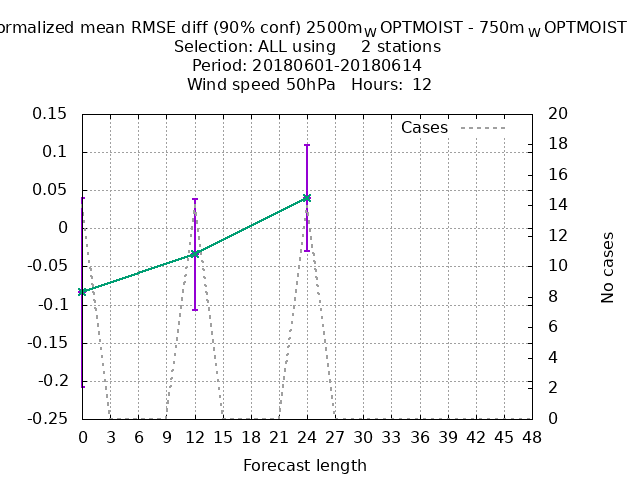 ormalized mean RMSE diff (90% conf) 2500m_W OPTMOIST - 750m_W OPTMOIST
Selection: ALL using 2 stations
Period: 20180601-20180614
Wind speed 50hPa Hours: 12
Cases
0.15
0.1
0.05
0
-0.05
-0.1
-0.15
-0.2
-0.25
20
18
16
14
12
10
8
6
4
2
0
No cases
0 3 6 9 12 15 18 21 24 27 30 33 36 39 42 45 48
Forecast length